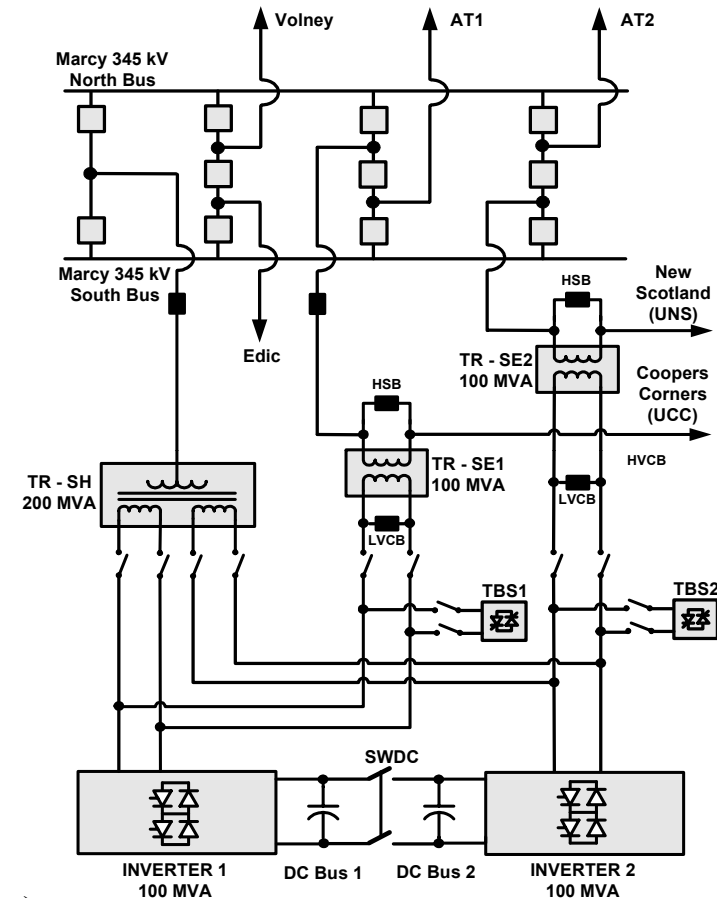 Volney
AT1
AT2
Marcy 345 kV
North Bus
Marcy 345 kV
South Bus
Edic
HSB
New
Scotland
(UNS)
TR - SE2
100 MVA
HSB
Coopers
Corners
(UCC)
HVCB
TR - SH
200 MVA
TR - SE1
100 MVA
LVCB
LVCB
TBS1
TBS2
SWDC
INVERTER 1
100 MVA
DC Bus 1
DC Bus 2
INVERTER 2
100 MVA
)